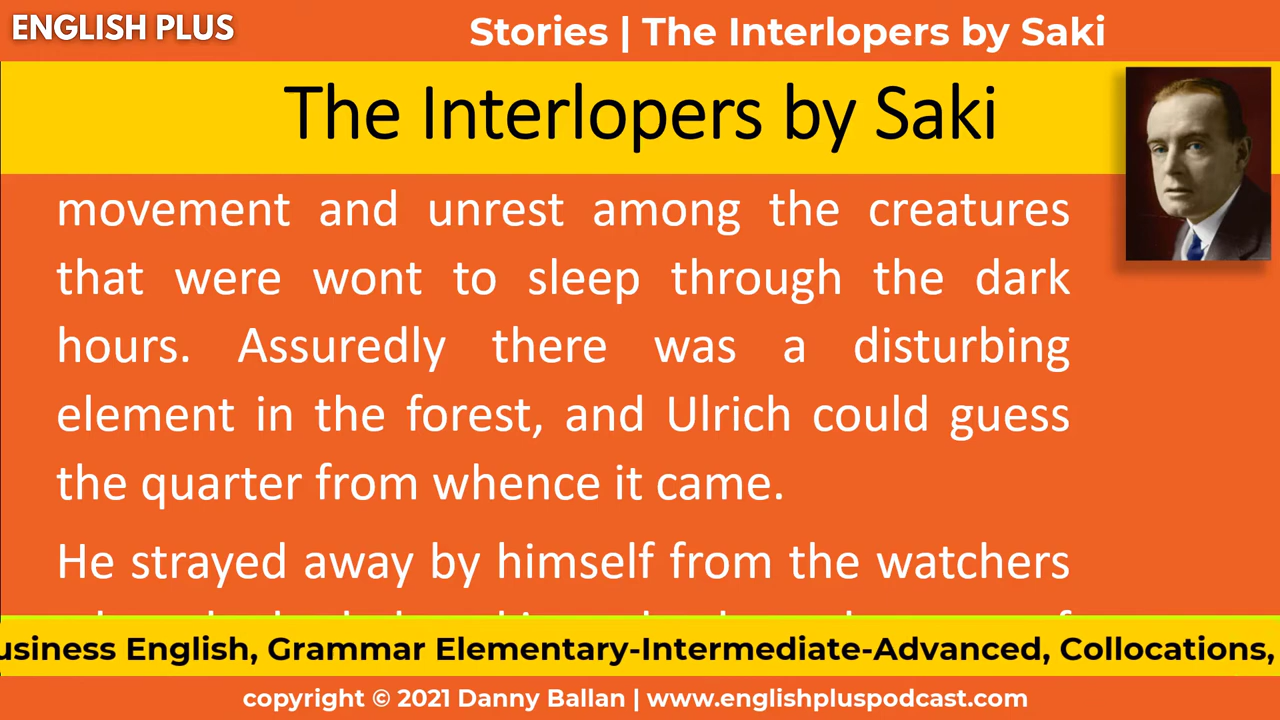 ENGLISH PLUS
Stories | The Interlopers by Saki
The Interlopers by Saki
movement and unrest among the creatures
that were wont to sleep through the dark
hours. Assuredly there was a disturbing
element in the forest, and Ulrich could guess
the quarter from whence it came.
He strayed away by himself from the watchers
English, Grammar Elementary-Intermediate-Advanced, Collocations,
copyright © 2021 Danny Ballan | www.englishpluspodcast.com